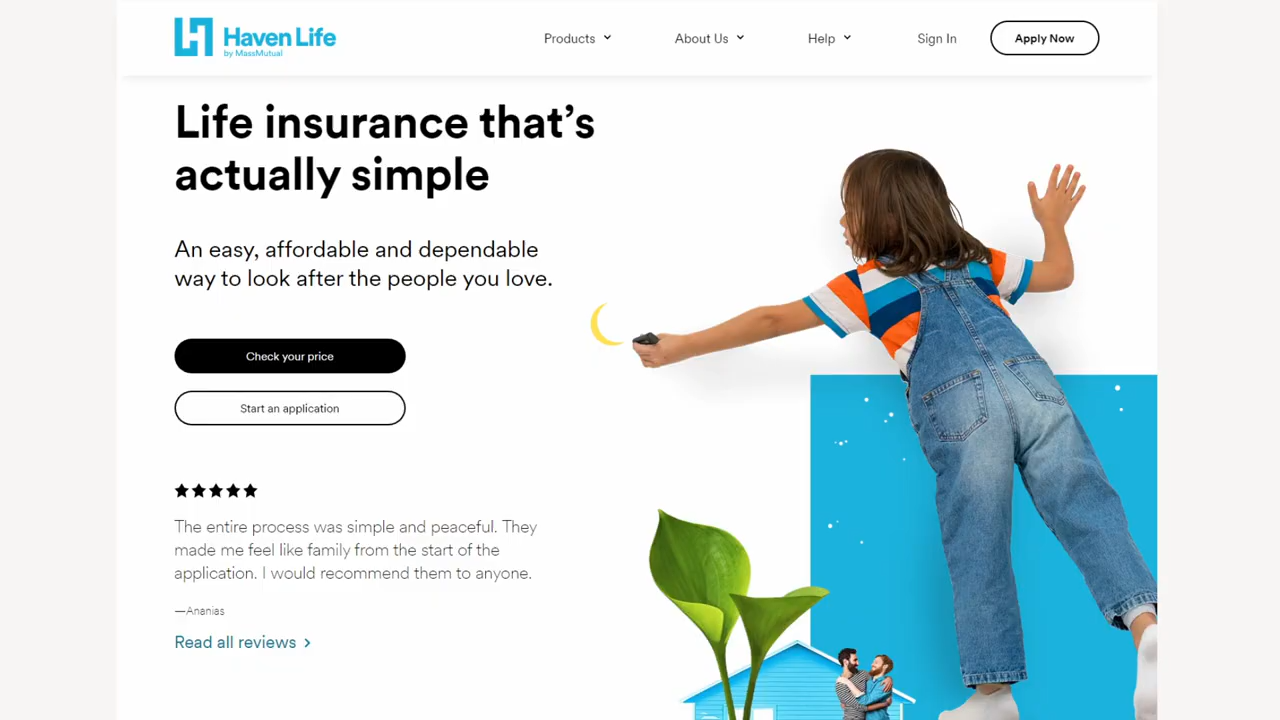 Haven Life
by MassMutual
Products
About Us
Help
Sign In
Apply Now
Life insurance that’s
actually simple
An easy, affordable and dependable
way to look after the people you love.
Check your price
Start an application
The entire process was simple and peaceful. They
made me feel like family from the start of the
application. I would recommend them to anyone.
—Ananias
Read all reviews